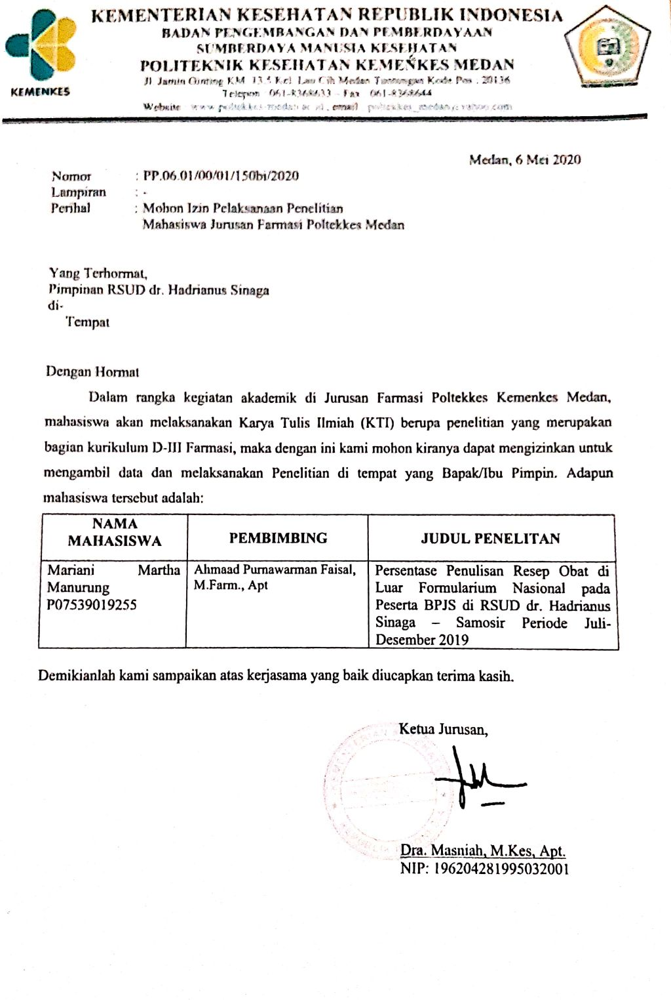 KEMENTERIAN KESEHATAN REPUBLIK INDONESIA
BADAN PENGEMBANGAN DAN PEMBERDAYAAN
SUMBERDAYA MANUSIA KESEHATAN
POLITEKNIK KESEHATAN KEMENKES MEDAN
Jl. Jamin Ginting KM. 13,5 Kel. Lau Cih Medan Tuntungan Kode Pos : 20136
Telepon : 061-8368633 - Fax : 061-8368644
Website : www.poltekkes-medan.ac.id , email : poltekkes_medan@yahoo.com
KEMENKES
Medan, 6 Mei 2020
Nomor : PP.06.01/00/01/150bi/2020
Lampiran : -
Perihal : Mohon Izin Pelaksanaan Penelitian
Mahasiswa Jurusan Farmasi Poltekkes Medan
Yang Terhormat,
Pimpinan RSUD dr. Hadrianus Sinaga
di-
Tempat
Dengan Hormat
Dalam rangka kegiatan akademik di Jurusan Farmasi Poltekkes Kemenkes Medan,
mahasiswa akan melaksanakan Karya Tulis Ilmiah (KTI) berupa penelitian yang merupakan
bagian kurikulum D-III Farmasi, maka dengan ini kami mohon kiranya dapat mengizinkan untuk
mengambil data dan melaksanakan Penelitian di tempat yang Bapak/Ibu Pimpin. Adapun
mahasiswa tersebut adalah:
NAMA
MAHASISWA
PEMBIMBING
JUDUL PENELITAN
Mariani Martha
Manurung
P07539019255
Ahmaad Purnawarman Faisal,
M.Farm., Apt
Persentase Penulisan Resep Obat di
Luar Formularium Nasional pada
Peserta BPJS di RSUD dr. Hadrianus
Sinaga – Samosir Periode Juli-
Desember 2019
Demikianlah kami sampaikan atas kerjasama yang baik diucapkan terima kasih.
Ketua Jurusan,
Dra. Masniah, M.Kes, Apt.
NIP: 196204281995032001